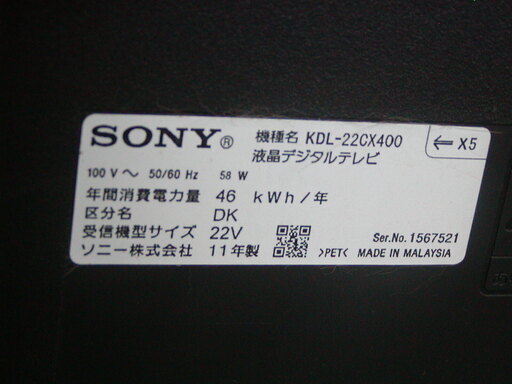 SONY® 機種名 KDL-22CX400
液晶デジタルテレビ
⇐ X5
100 V〜 50/60 Hz 58 W
年間消費電力量 46 kWh/年
区分名 DK
受信機型サイズ 22V
ソニー株式会社 11年製
Ser.No. 1567521
>PET< MADE IN MALAYSIA